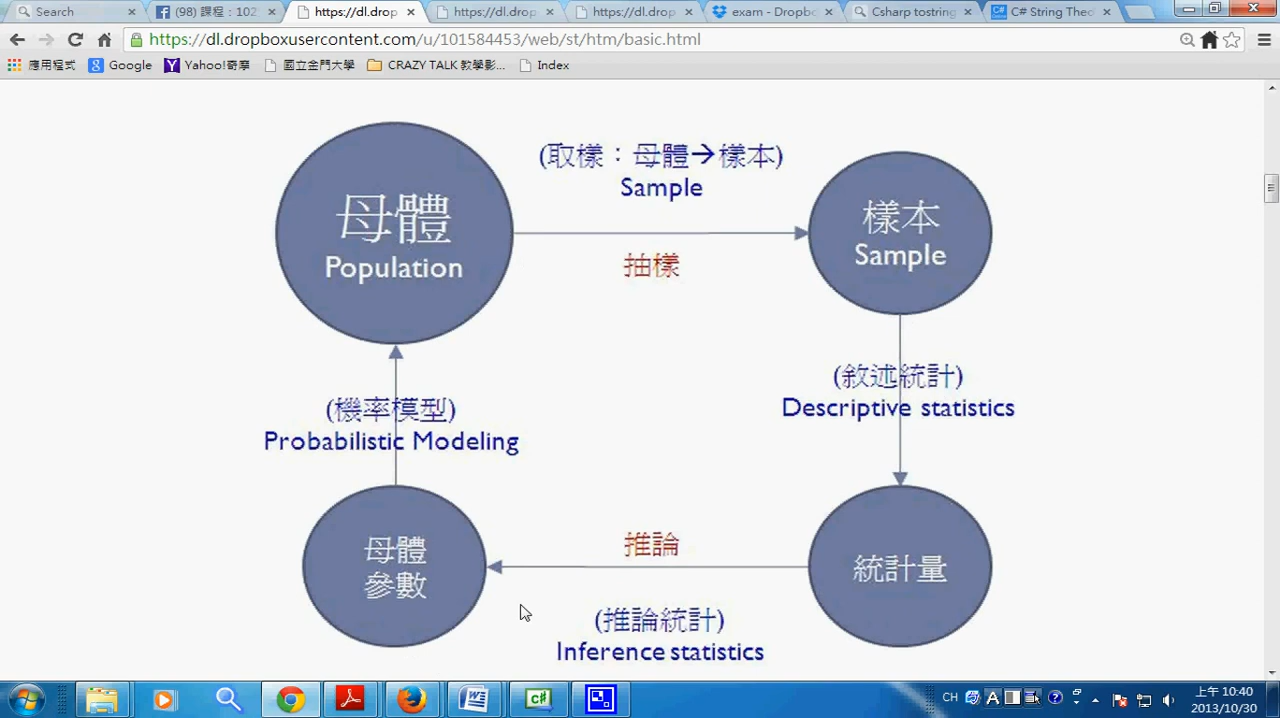 Search
(98) 課程：102
https://dl.drop
https://dl.drop
https://dl.drop
exam - Dropb
Csharp tostring
C# String Theo
https://dl.dropboxusercontent.com/u/101584453/web/st/htm/basic.html
應用程式 Google Yahoo!奇摩 國立金門大學 CRAZY TALK 教學影... Index
(取樣：母體→樣本)
Sample
母體
Population
抽樣
樣本
Sample
(敘述統計)
Descriptive statistics
(機率模型)
Probabilistic Modeling
母體
參數
推論
統計量
(推論統計)
Inference statistics
CH
上午 10:40
2013/10/30